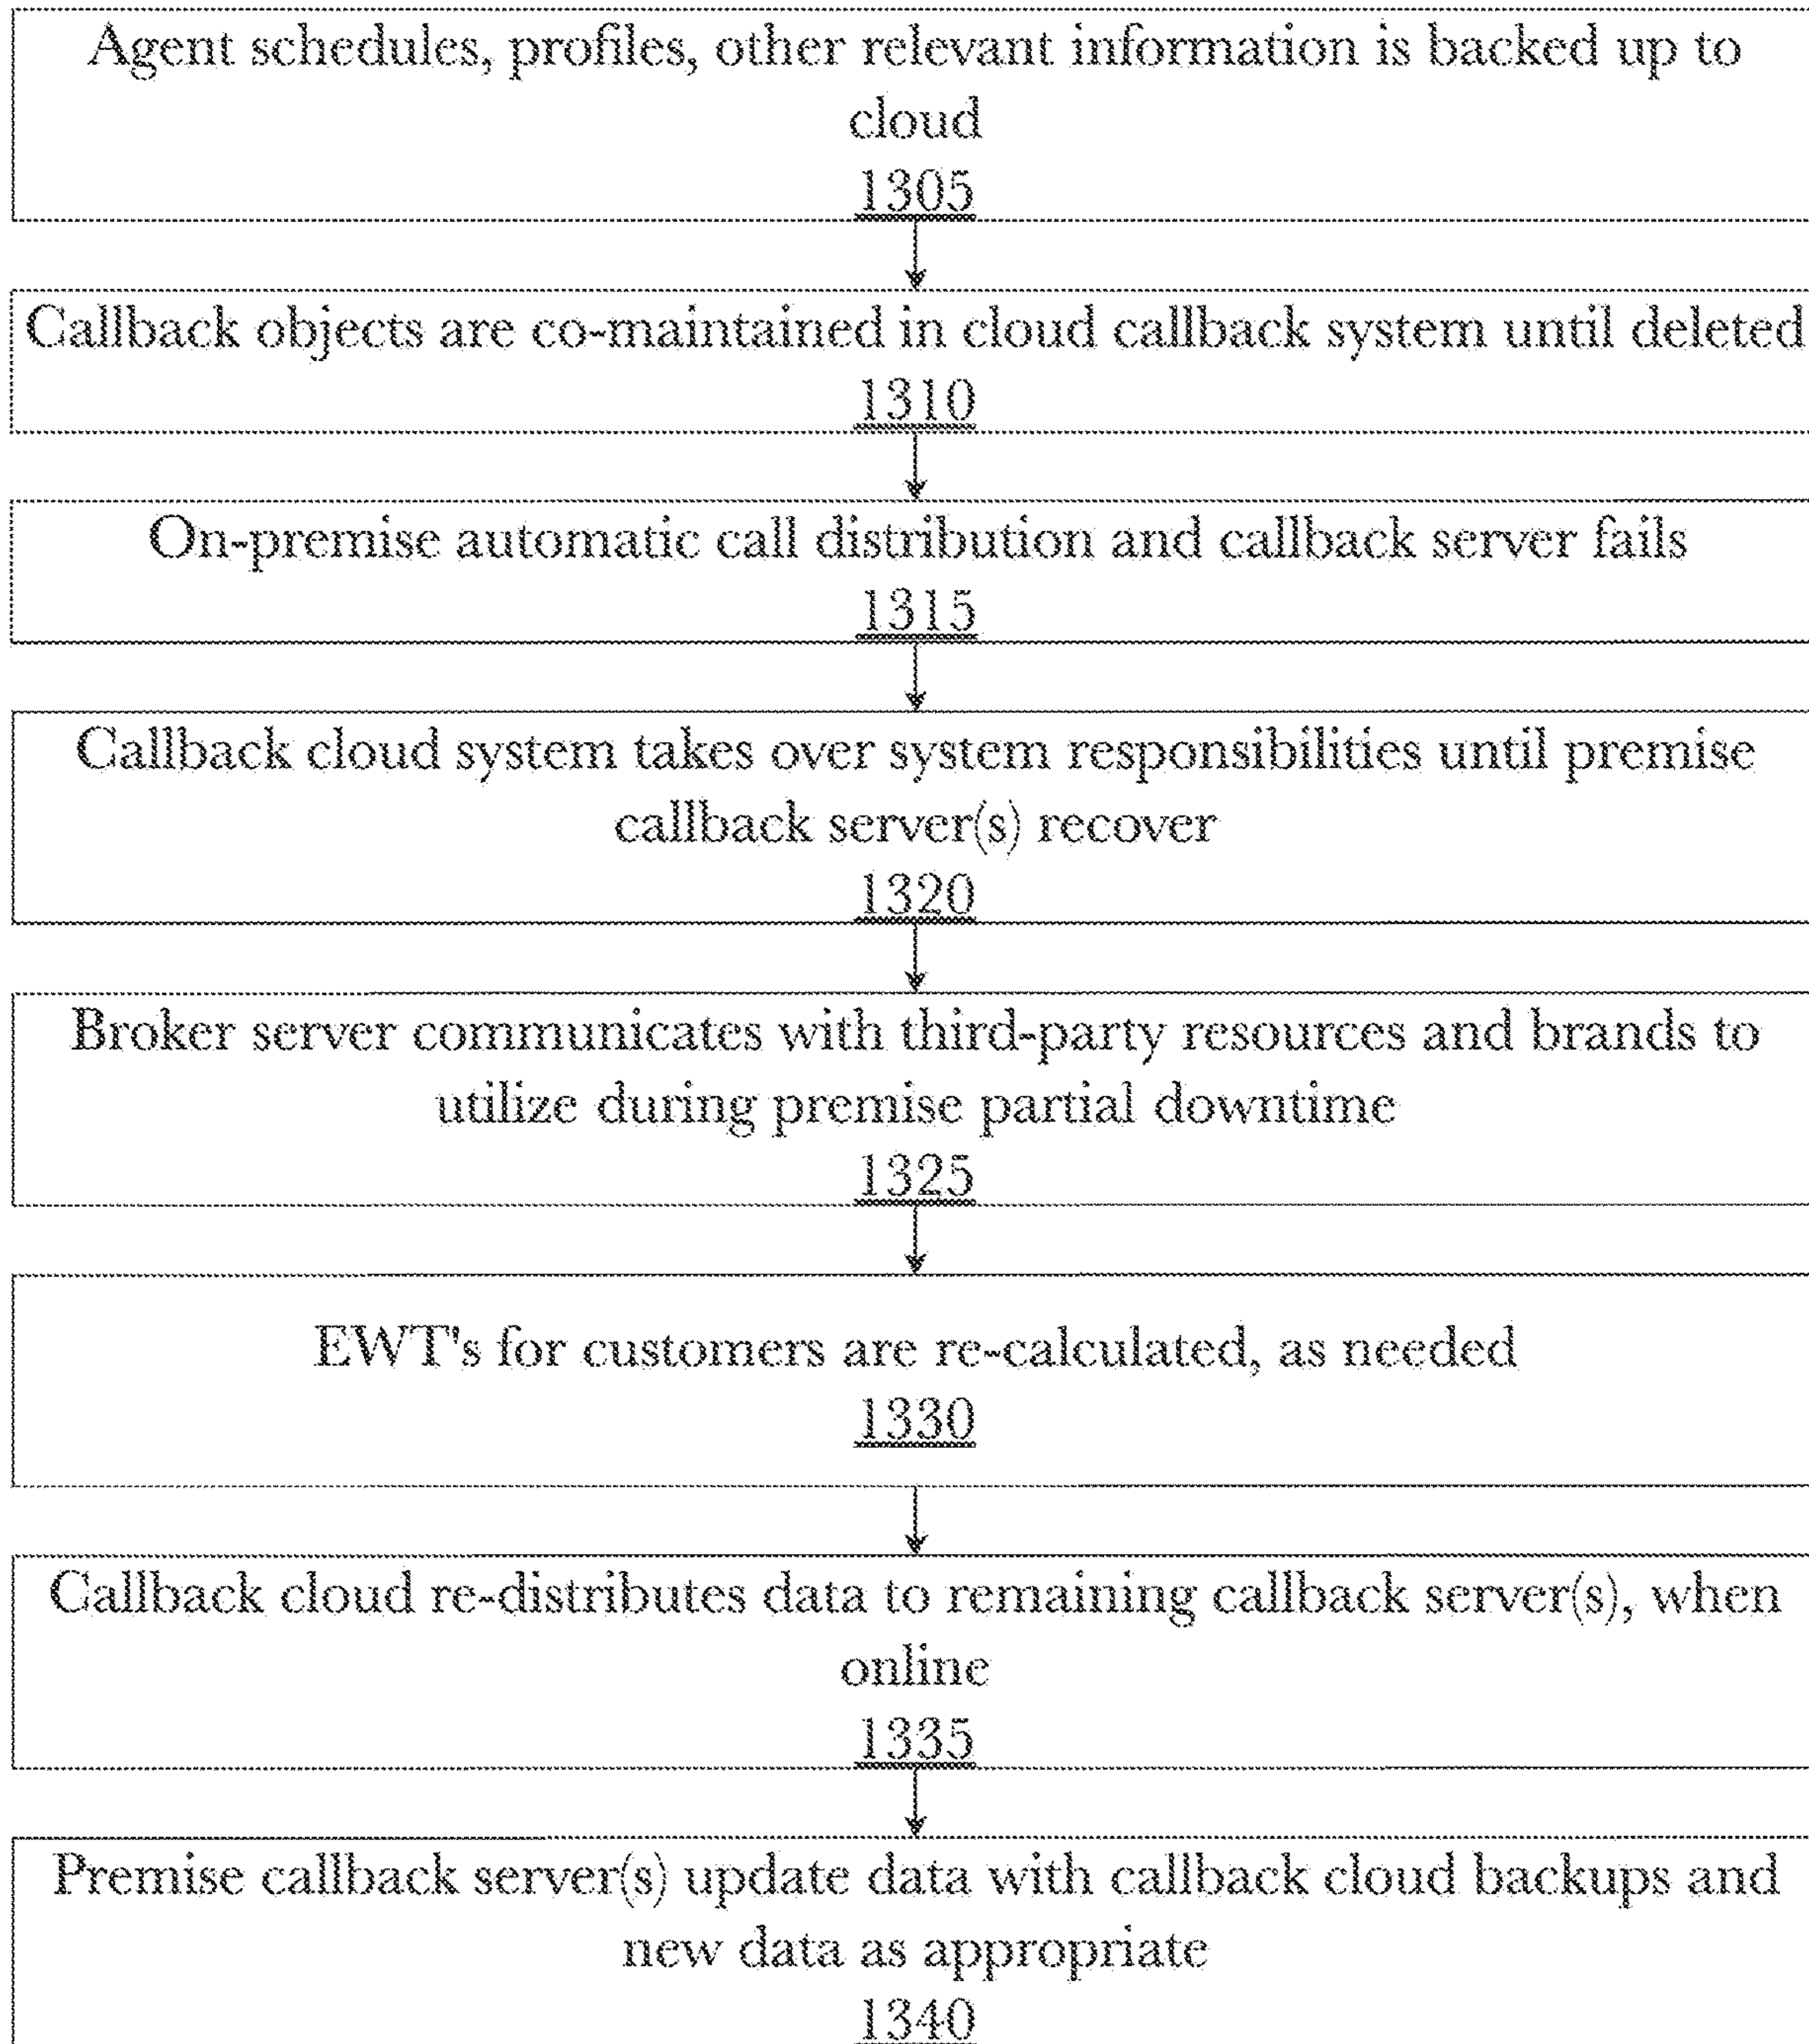 Agent schedules, profiles, other relevant information is backed up to
cloud
1305
Callback objects are co-maintained in cloud callback system until deleted
1310
On-premise automatic call distribution and callback server fails
1315
Callback cloud system takes over system responsibilities until premise
callback server(s) recover
1320
Broker server communicates with third-party resources and brands to
utilize during premise partial downtime
1325
EWT's for customers are re-calculated, as needed
1330
Callback cloud re-distributes data to remaining callback server(s), when
online
1335
Premise callback server(s) update data with callback cloud backups and
new data as appropriate
1340